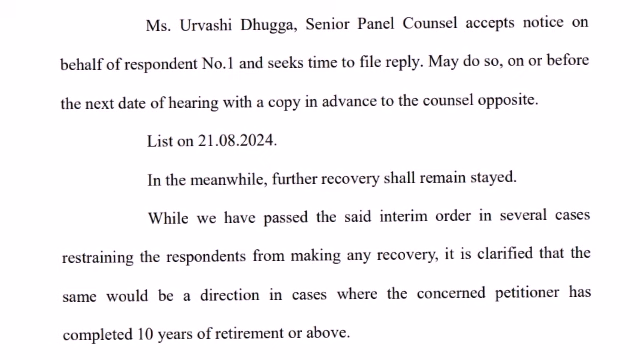 Ms. Urvashi Dhugga, Senior Panel Counsel accepts notice on
behalf of respondent No.1 and seeks time to file reply. May do so, on or before
the next date of hearing with a copy in advance to the counsel opposite.
List on 21.08.2024.
In the meanwhile, further recovery shall remain stayed.
While we have passed the said interim order in several cases
restraining the respondents from making any recovery, it is clarified that the
same would be a direction in cases where the concerned petitioner has
completed 10 years of retirement or above.